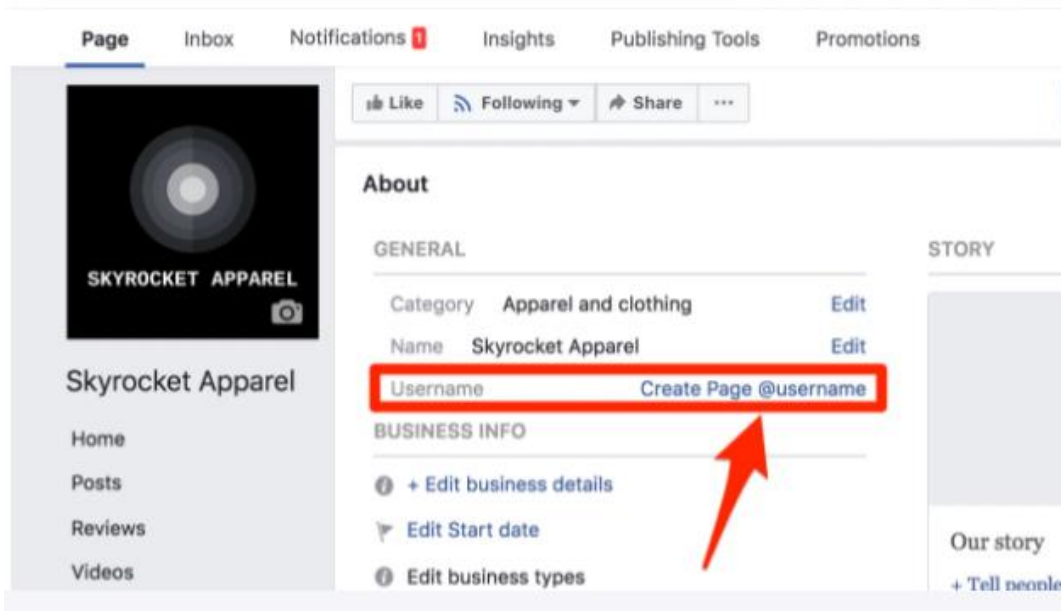 Page Inbox Notifications 1 Insights Publishing Tools Promotions
Like Following Share ...
SKYROCKET APPAREL
Skyrocket Apparel
Home
Posts
Reviews
Videos
About
GENERAL
Category Apparel and clothing Edit
Name Skyrocket Apparel Edit
Username Create Page @username
BUSINESS INFO
+ Edit business details
Edit Start date
Edit business types
STORY
Our story
+ Tell people